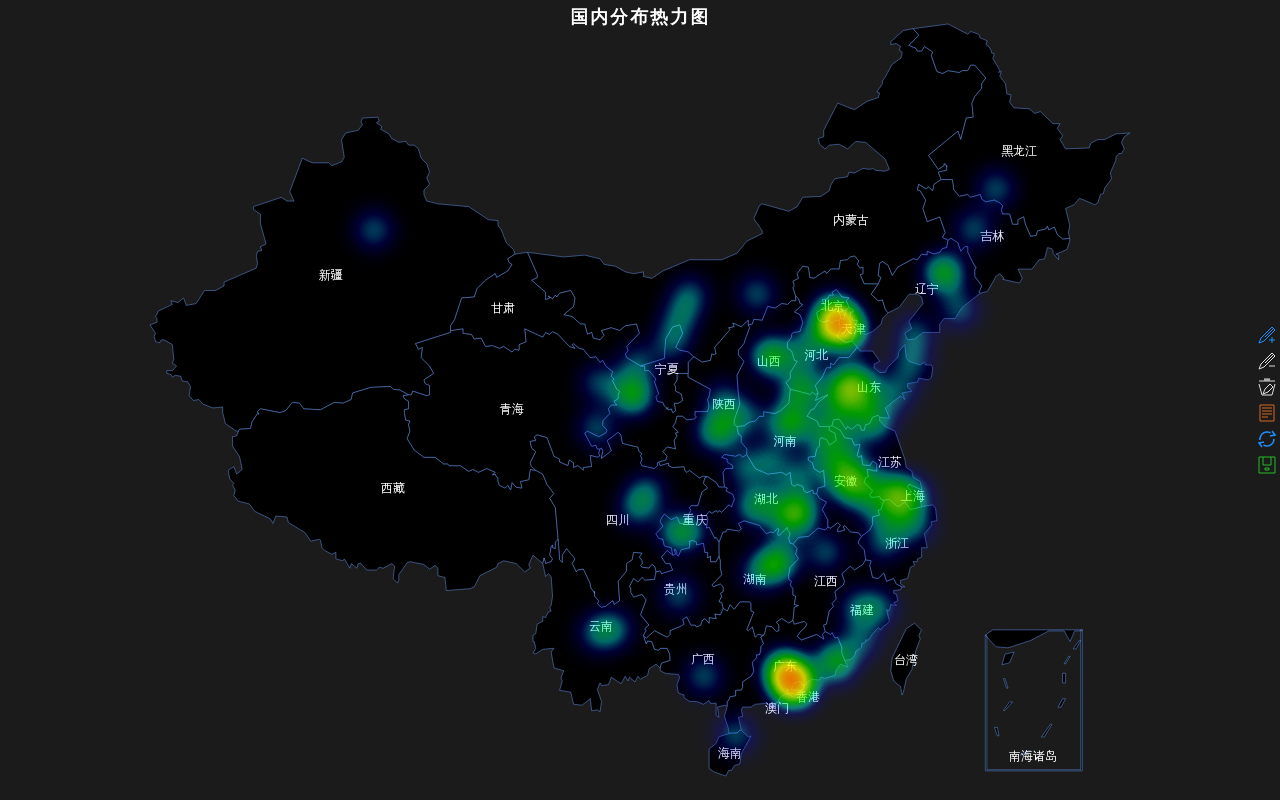 国内分布热力图
黑龙江
内蒙古
吉林
新疆
辽宁
甘肃
北京
天津
河北
山西
宁夏
山东
青海
陕西
河南
江苏
西藏
安徽
上海
湖北
四川
重庆
浙江
湖南
江西
贵州
福建
云南
广西
广东
台湾
香港
澳门
海南
南海诸岛